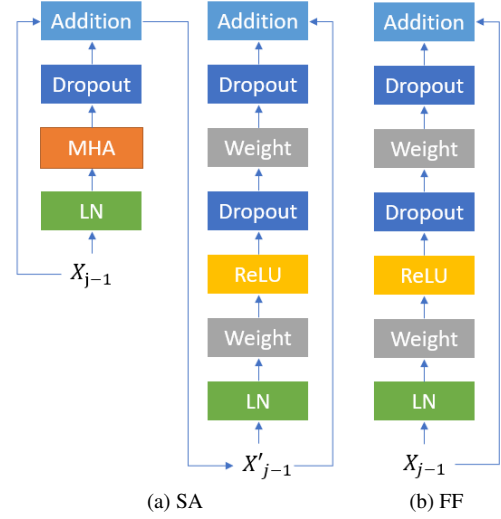 Addition
Dropout
MHA
LN
X_{j−1}
Addition
Dropout
Weight
Dropout
ReLU
Weight
LN
X'_{j−1}
(a) SA
Addition
Dropout
Weight
Dropout
ReLU
Weight
LN
X_{j−1}
(b) FF